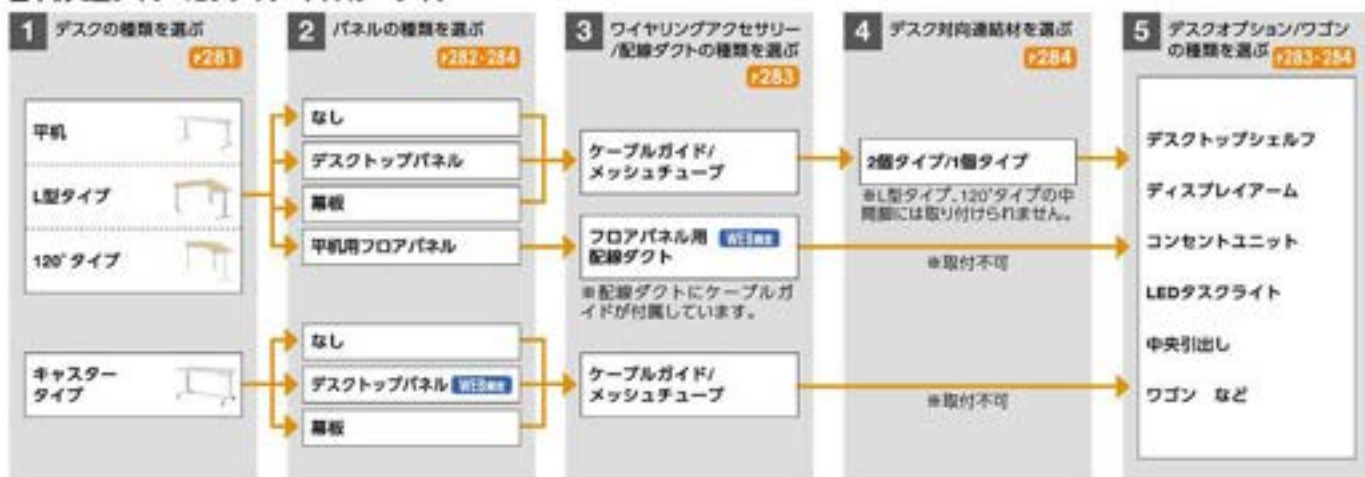 1 デスクの種類を選ぶ
▶281
平机
L型タイプ
120°タイプ
キャスター
タイプ
2 パネルの種類を選ぶ
▶282・284
なし
デスクトップパネル
幕板
平机用フロアパネル
なし
デスクトップパネル
幕板
3 ワイヤリングアクセサリー
/配線ダクトの種類を選ぶ
▶283
ケーブルガイド/
メッシュチューブ
フロアパネル用
配線ダクト
※配線ダクトにケーブルガ
イドが付属しています。
ケーブルガイド/
メッシュチューブ
4 デスク対向連結材を選ぶ
▶284
2個タイプ/1個タイプ
※L型タイプ、120°タイプの中
間脚には取り付けられません。
※取付不可
※取付不可
5 デスクオプション/ワゴン
の種類を選ぶ ▶283・284
デスクトップシェルフ
ディスプレイアーム
コンセントユニット
LEDタスクライト
中央引出し
ワゴン など